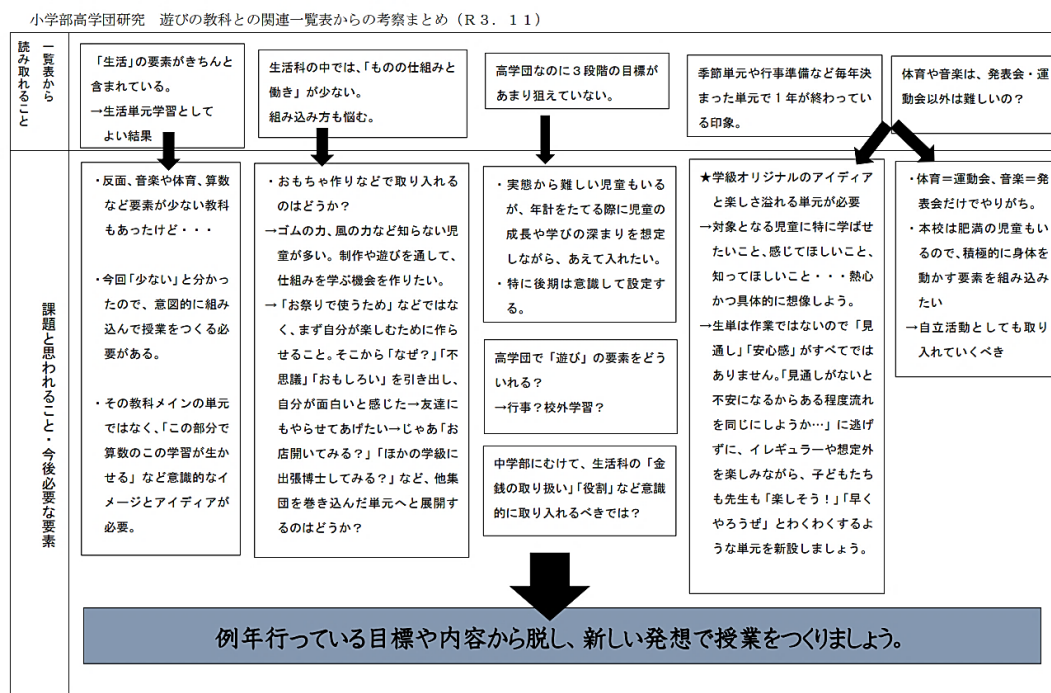 小学部高学団研究　遊びの教科との関連一覧表からの考察まとめ（R３．１１）
一覧表から
読み取れること
「生活」の要素がきちんと
含まれている。
→生活単元学習として
よい結果
生活科の中では、「ものの仕組みと
働き」が少ない。
組み込み方も悩む。
高学団なのに３段階の目標が
あまり狙えていない。
季節単元や行事準備など毎年決
まった単元で１年が終わってい
る印象。
体育や音楽は、発表会・運
動会以外は難しいの？
課題と思われること・今後必要な要素
・反面、音楽や体育、算数
など要素が少ない教科
もあったけど・・・
・今回「少ない」と分かっ
たので、意図的に組み
込んで授業をつくる必
要がある。
・その教科メインの単元
ではなく、「この部分で
算数のこの学習が生か
せる」など意識的なイ
メージとアイディアが
必要。
・おもちゃ作りなどで取り入れる
のはどうか？
→ゴムの力、風の力など知らない児
童が多い。制作や遊びを通して、
仕組みを学ぶ機会を作りたい。
→「お祭りで使うため」などではな
く、まず自分が楽しむために作ら
せること。そこから「なぜ？」「不
思議」「おもしろい」を引き出し、
自分が面白いと感じた→友達に
もやらせてあげたい→じゃあ「お
店開いてみる？」「ほかの学級に
出張博士してみる？」など、他集
団を巻き込んだ単元へと展開す
るのはどうか？
・実態から難しい児童もいる
が、年計をたてる際に児童の
成長や学びの深まりを想定
しながら、あえて入れたい。
・特に後期は意識して設定す
る。
高学団で「遊び」の要素をどう
いれる？
→行事？校外学習？
中学部にむけて、生活科の「金
銭の取り扱い」「役割」など意識
的に取り入れるべきでは？
★学級オリジナルのアイディア
と楽しさ溢れる単元が必要
→対象となる児童に特に学ばせ
たいこと、感じてほしいこと、
知ってほしいこと・・・熱心
かつ具体的に想像しよう。
→生単は作業ではないので「見
通し」「安心感」がすべてでは
ありません。「見通しがないと
不安になるからある程度流れ
を同じにしようか…」に逃げ
ずに、イレギュラーや想定外
を楽しみながら、子どもたち
も先生も「楽しそう！」「早く
やろうぜ」とわくわくするよ
うな単元を新設しましょう。
・体育＝運動会、音楽＝発
表会だけでやりがち。
・本校は肥満の児童もい
るので、積極的に身体を
動かす要素を組み込み
たい
→自立活動としても取り
入れていくべき
例年行っている目標や内容から脱し、新しい発想で授業をつくりましょう。